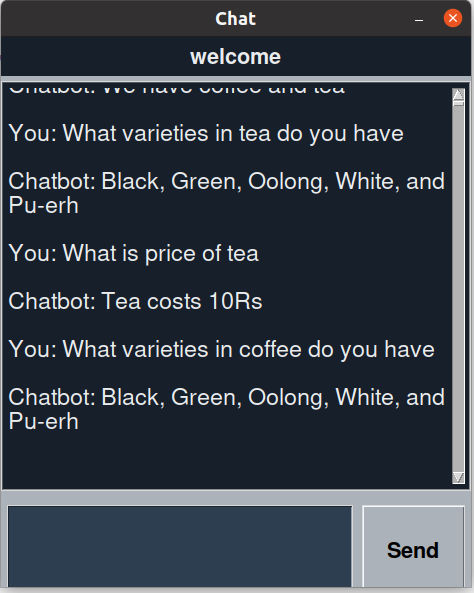 Chat
welcome
Chatbot: We have coffee and tea
You: What varieties in tea do you have
Chatbot: Black, Green, Oolong, White, and
Pu-erh
You: What is price of tea
Chatbot: Tea costs 10Rs
You: What varieties in coffee do you have
Chatbot: Black, Green, Oolong, White, and
Pu-erh
Send